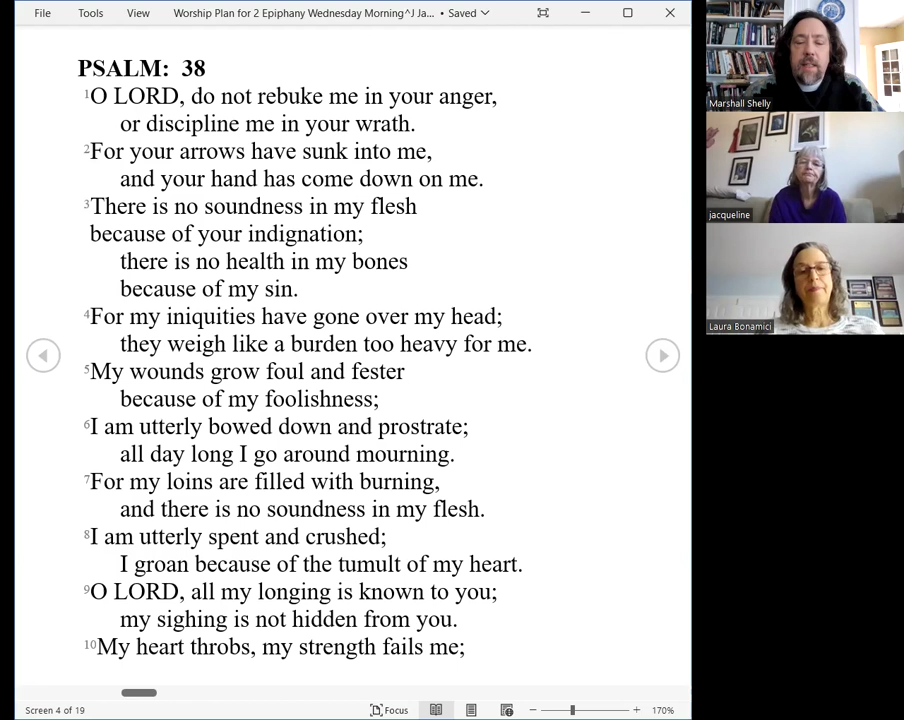 File Tools View Worship Plan for 2 Epiphany Wednesday Morning^J Ja... • Saved
PSALM: 38
1O LORD, do not rebuke me in your anger,
or discipline me in your wrath.
2For your arrows have sunk into me,
and your hand has come down on me.
3There is no soundness in my flesh
because of your indignation;
there is no health in my bones
because of my sin.
4For my iniquities have gone over my head;
they weigh like a burden too heavy for me.
5My wounds grow foul and fester
because of my foolishness;
6I am utterly bowed down and prostrate;
all day long I go around mourning.
7For my loins are filled with burning,
and there is no soundness in my flesh.
8I am utterly spent and crushed;
I groan because of the tumult of my heart.
9O LORD, all my longing is known to you;
my sighing is not hidden from you.
10My heart throbs, my strength fails me;
Screen 4 of 19 Focus 170%
Marshall Shelly
jacqueline
Laura Bonamici